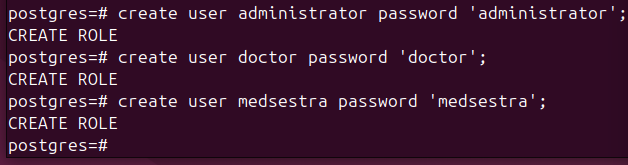 postgres=# create user administrator password 'administrator';
CREATE ROLE
postgres=# create user doctor password 'doctor';
CREATE ROLE
postgres=# create user medsestra password 'medsestra';
CREATE ROLE
postgres=#